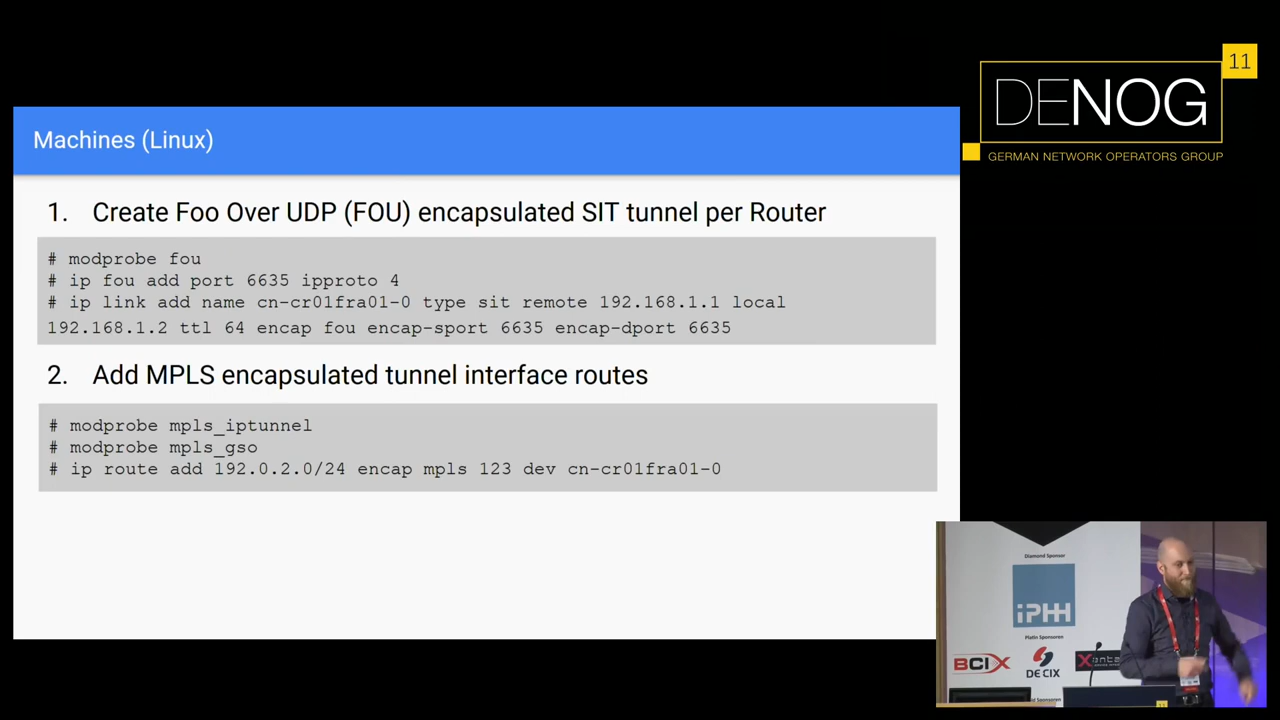 11
DENOG
GERMAN NETWORK OPERATORS GROUP
Machines (Linux)
1. Create Foo Over UDP (FOU) encapsulated SIT tunnel per Router
# modprobe fou
# ip fou add port 6635 ipproto 4
# ip link add name cn-cr01fra01-0 type sit remote 192.168.1.1 local
192.168.1.2 ttl 64 encap fou encap-sport 6635 encap-dport 6635
2. Add MPLS encapsulated tunnel interface routes
# modprobe mpls_iptunnel
# modprobe mpls_gso
# ip route add 192.0.2.0/24 encap mpls 123 dev cn-cr01fra01-0
Diamond Sponsor
iPHH
Platin Sponsoren
BCIX
DE CIX